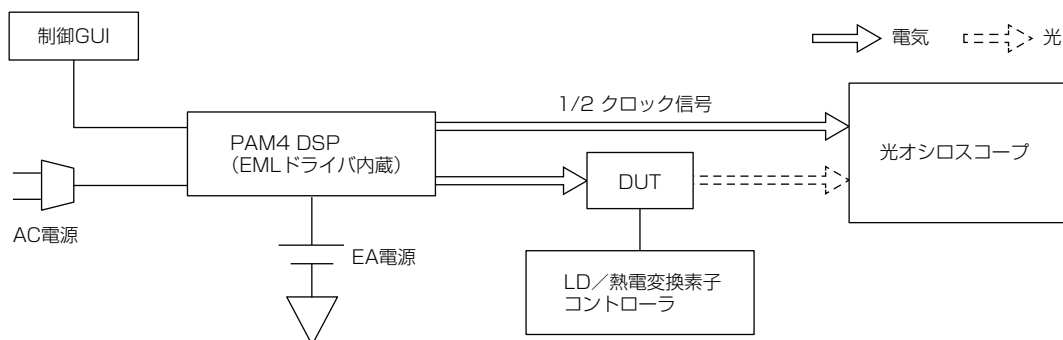 制御GUI
電気
光
1/2 クロック信号
PAM4 DSP
(EMLドライバ内蔵)
光オシロスコープ
DUT
AC電源
EA電源
LD/熱電変換素子
コントローラ